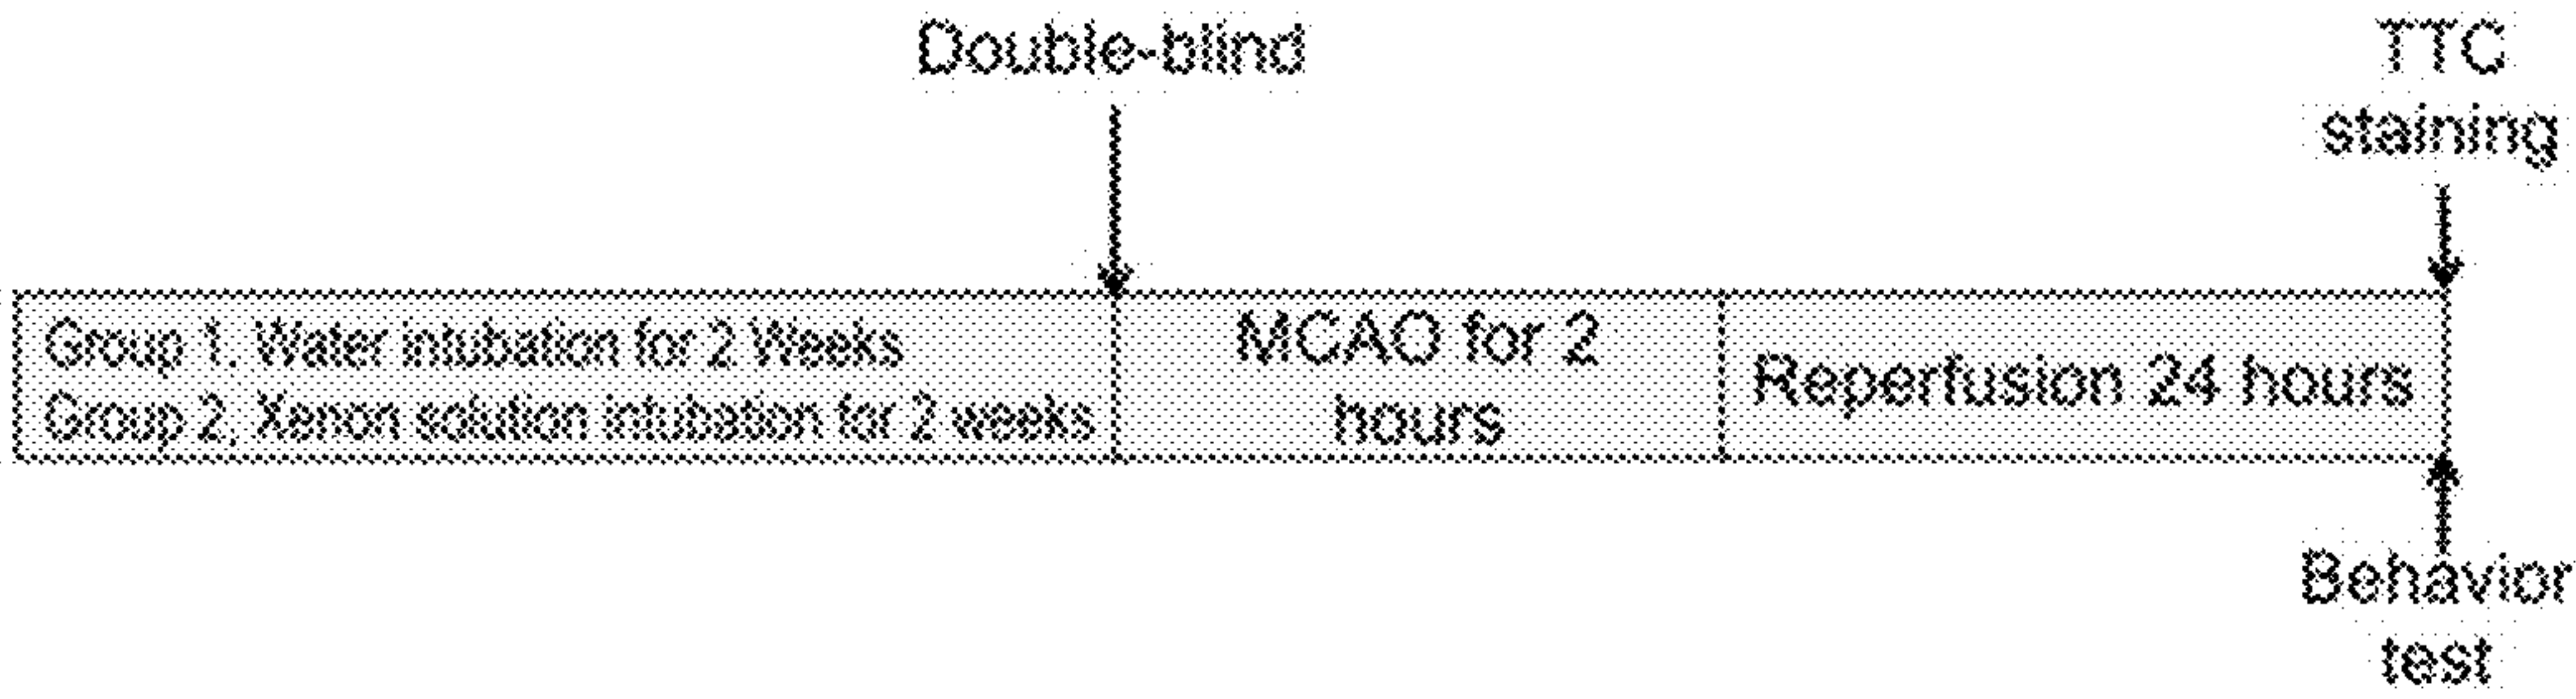 Double-blind
TTC
staining
Group 1. Water intubation for 2 Weeks
Group 2. Xenon solution intubation for 2 weeks
MCAO for 2
hours
Reperfusion 24 hours
Behavior
test